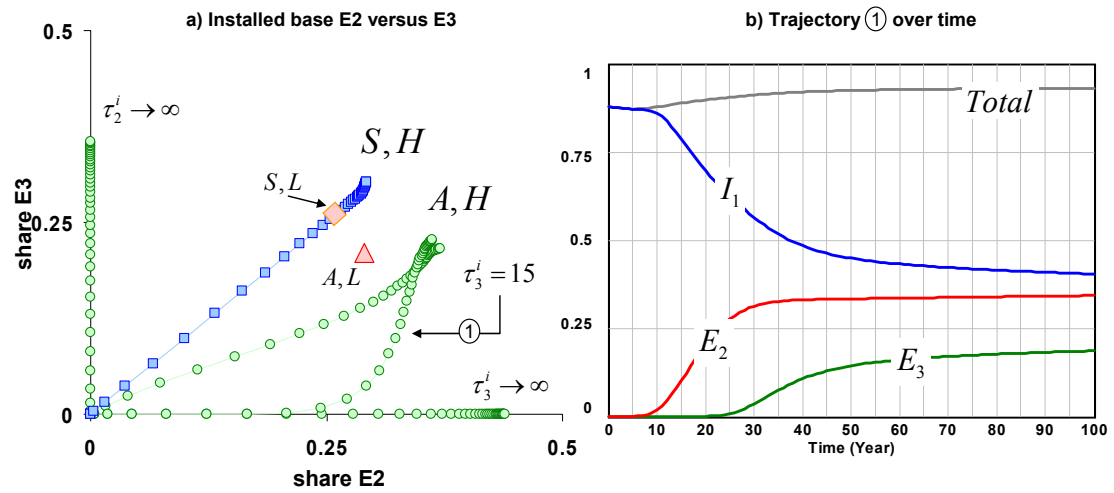 a) Installed base E2 versus E3
0.5
τ₂ⁱ → ∞
S, H
S, L
A, H
share E3
0.25
A, L
τ₃ⁱ = 15
1
τ₃ⁱ → ∞
0
0
0.25
0.5
share E2
b) Trajectory ① over time
1
Total
0.75
I₁
0.5
E₂
0.25
E₃
0
0 10 20 30 40 50 60 70 80 90 100
Time (Year)